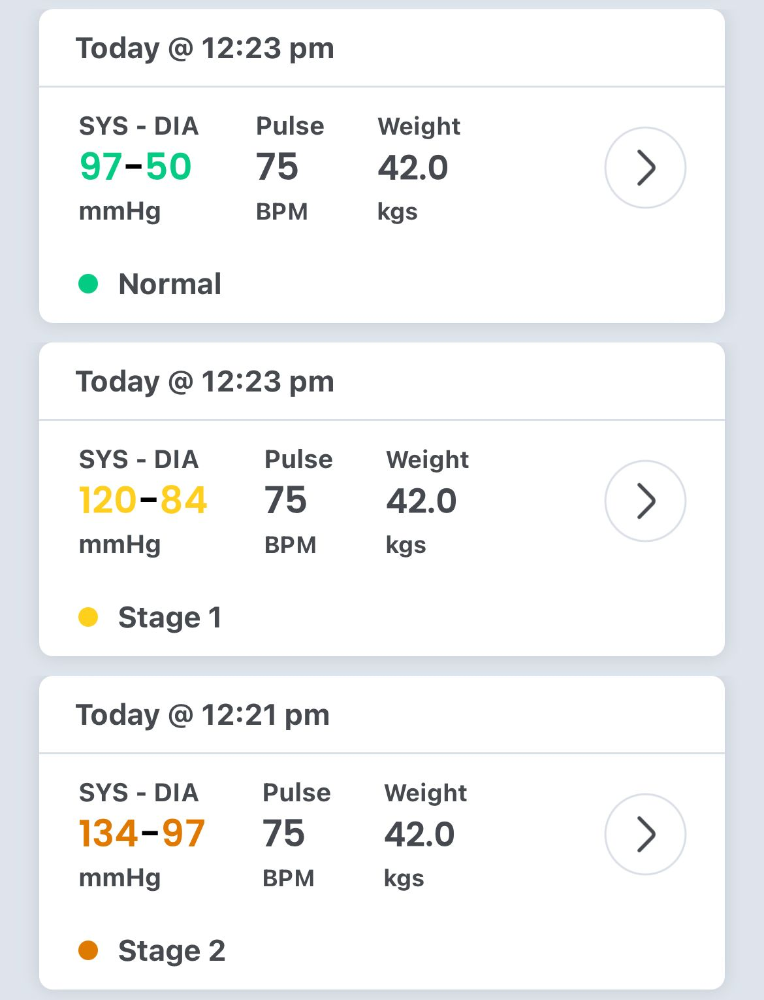 Today @ 12:23 pm
SYS - DIA Pulse Weight
97-50 75 42.0
mmHg BPM kgs
Normal
Today @ 12:23 pm
SYS - DIA Pulse Weight
120-84 75 42.0
mmHg BPM kgs
Stage 1
Today @ 12:21 pm
SYS - DIA Pulse Weight
134-97 75 42.0
mmHg BPM kgs
Stage 2